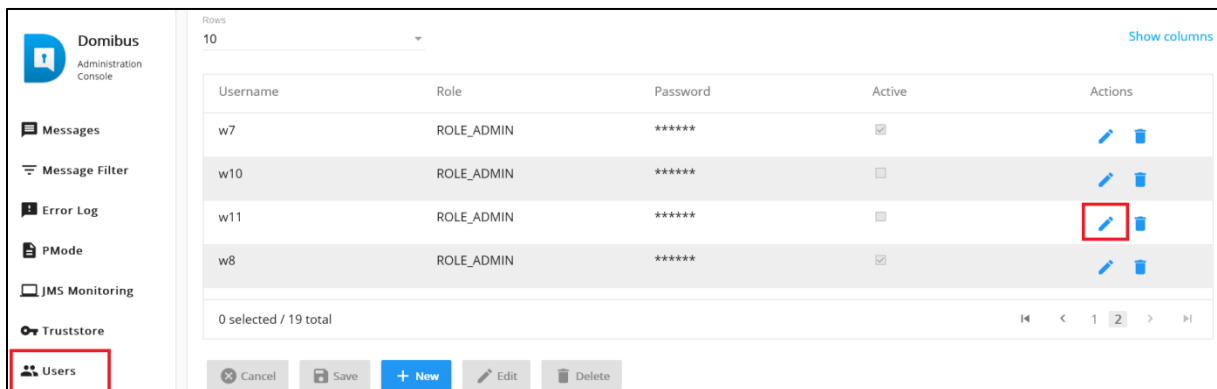 Domibus
Administration
Console
Messages
Message Filter
Error Log
PMode
JMS Monitoring
Truststore
Users
Rows
10
Show columns
Username Role Password Active Actions
w7 ROLE_ADMIN ******
w10 ROLE_ADMIN ******
w11 ROLE_ADMIN ******
w8 ROLE_ADMIN ******
0 selected / 19 total 1 2
Cancel Save + New Edit Delete